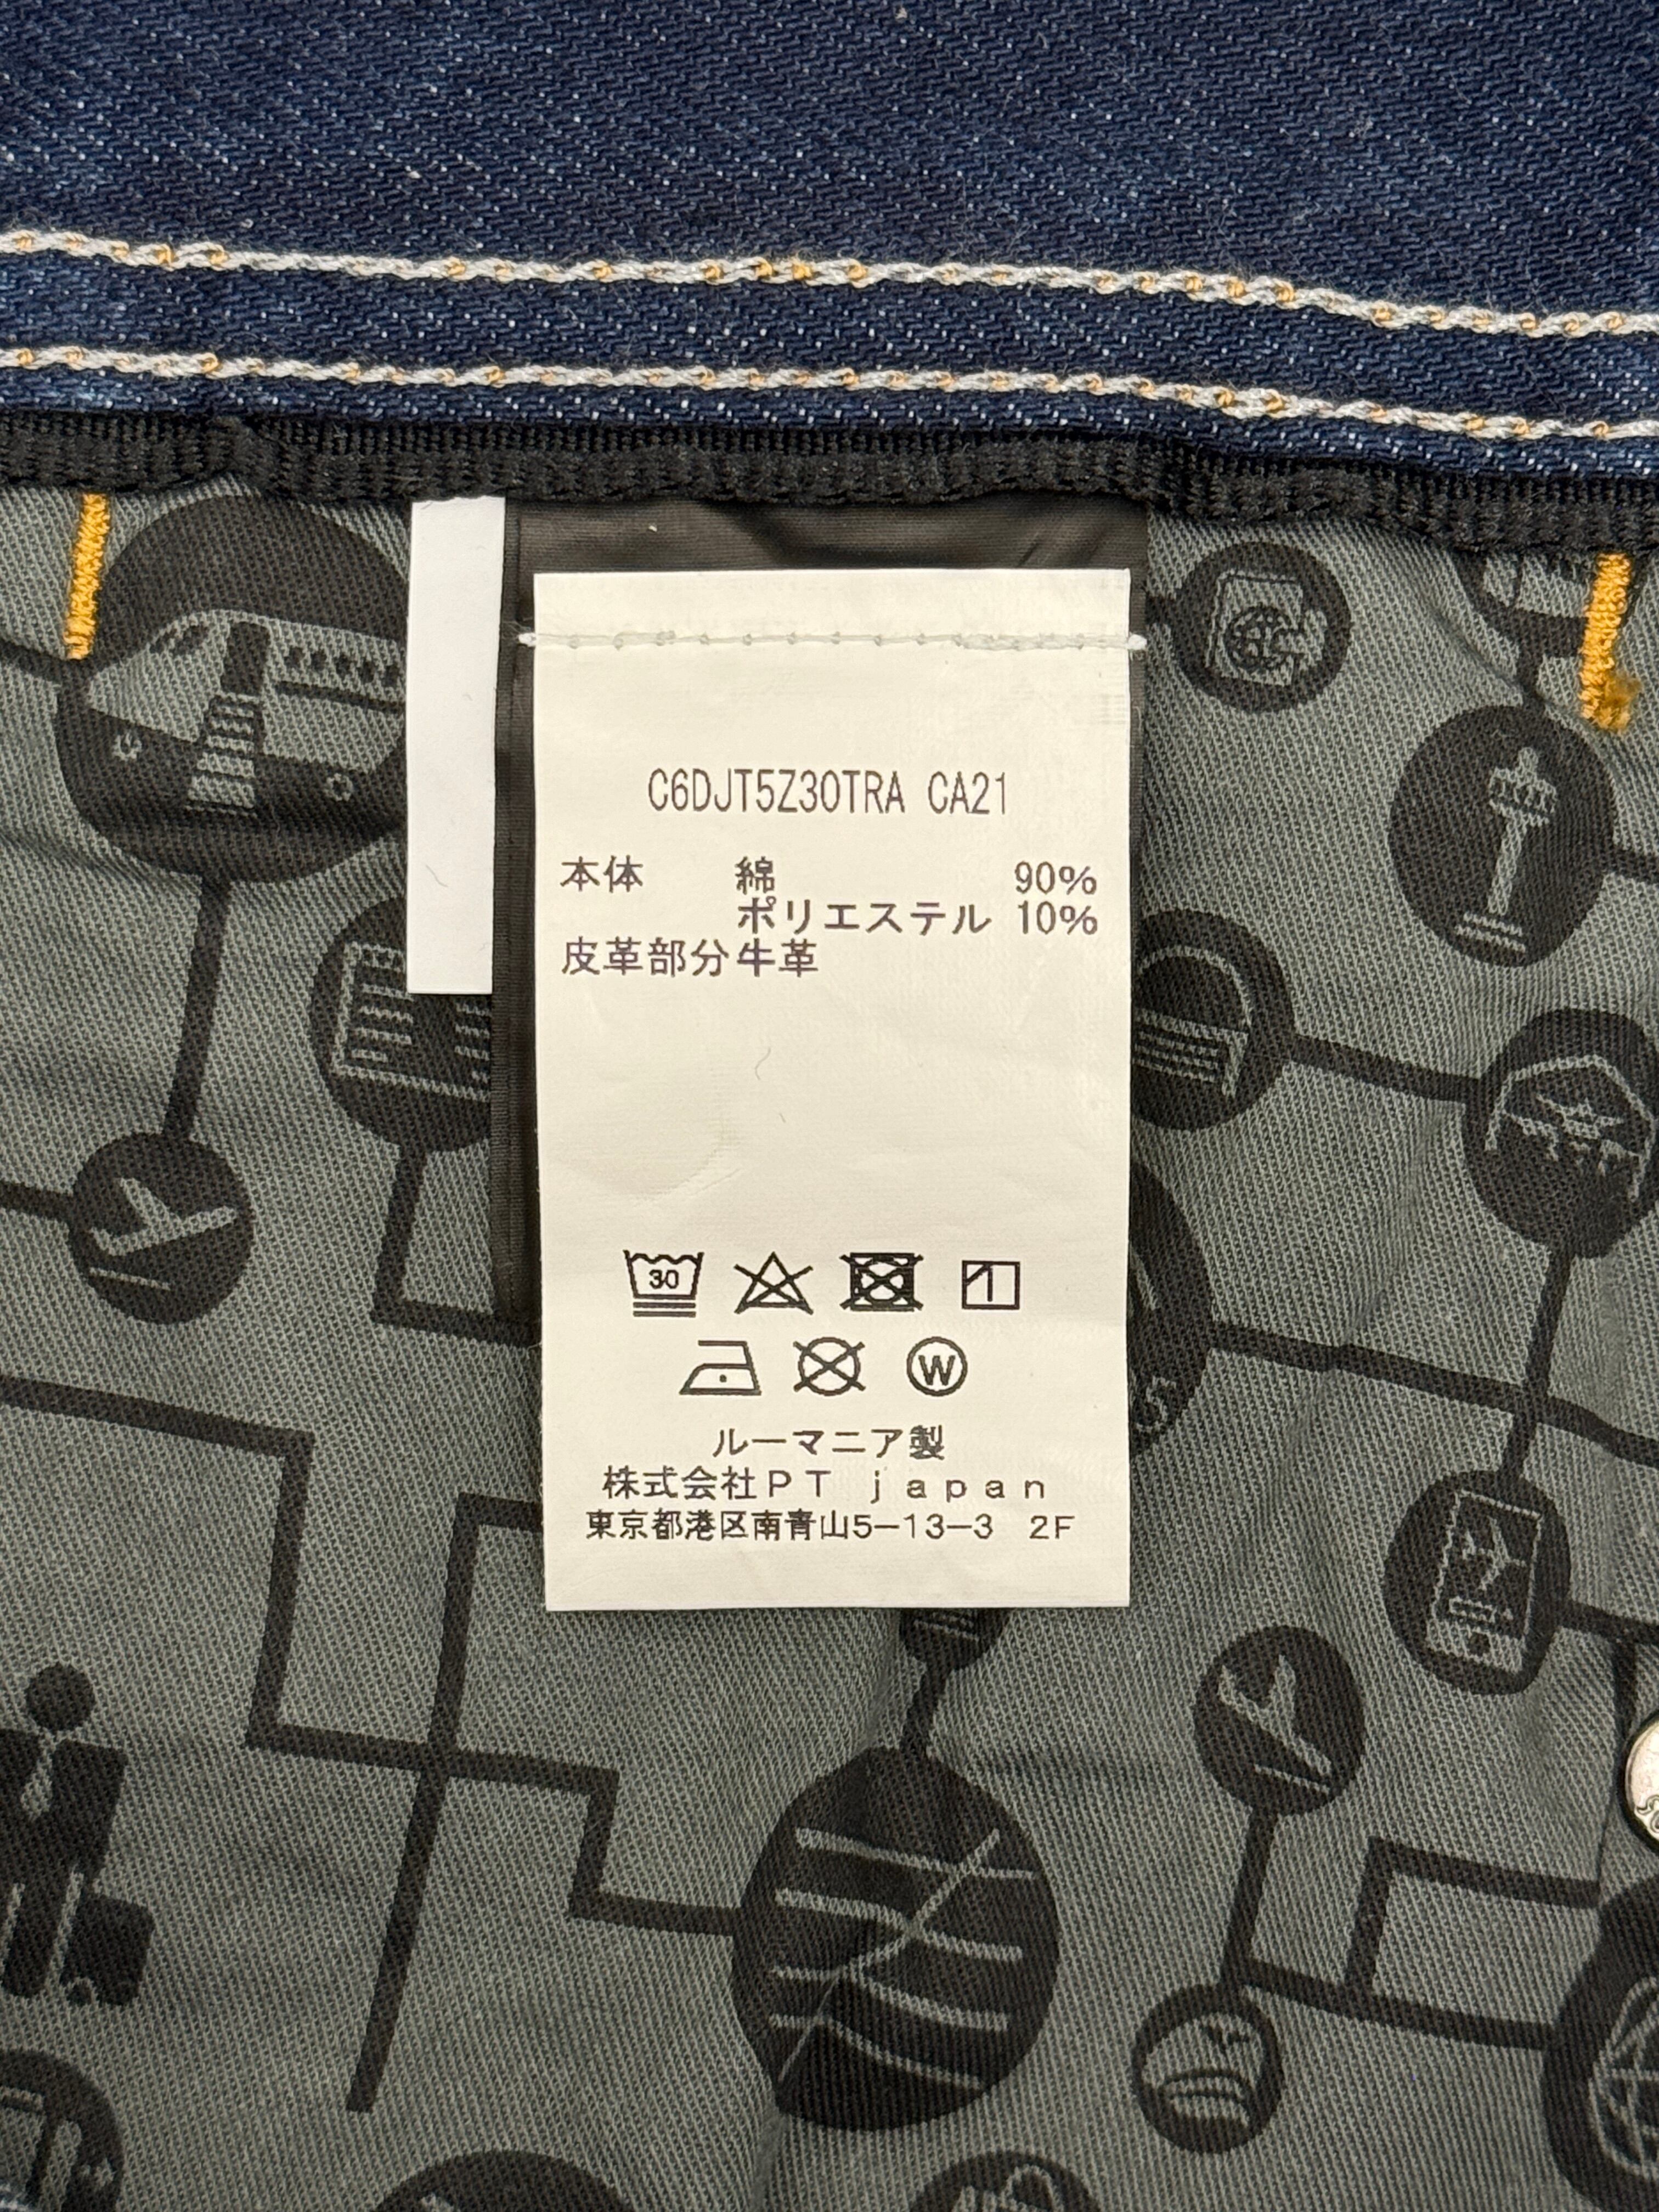 C6DJT5Z30TRA CA21
本体 綿 90%
ポリエステル 10%
皮革部分牛革
30
W
ルーマニア製
株式会社PT japan
東京都港区南青山5-13-3 2F